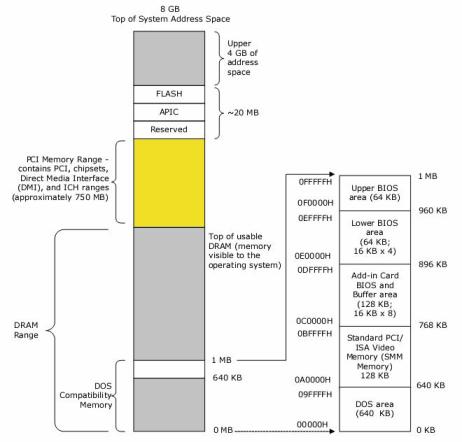 8 GB
Top of System Address Space
Upper
4 GB of
address
space
FLASH
APIC
Reserved
~20 MB
PCI Memory Range -
contains PCI, chipsets,
Direct Media Interface
(DMI), and ICH ranges
(approximately 750 MB)
Top of usable
DRAM (memory
visible to the
operating system)
DRAM
Range
DOS
Compatibility
Memory
1 MB
640 KB
0 MB
0FFFFFH
0F0000H
0EFFFFH
0E0000H
0DFFFFH
0C0000H
0BFFFFH
0A0000H
09FFFFH
00000H
Upper BIOS
area (64 KB)
Lower BIOS
area
(64 KB;
16 KB x 4)
Add-in Card
BIOS and
Buffer area
(128 KB;
16 KB x 8)
Standard PCI/
ISA Video
Memory (SMM
Memory)
128 KB
DOS area
(640 KB)
1 MB
960 KB
896 KB
768 KB
640 KB
0 KB